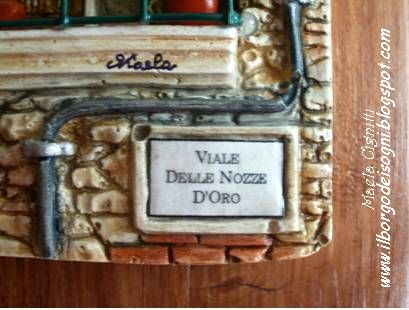 Maela
VIALE
DELLE NOZZE
D'ORO
Maela Cignitti
www.ilborgodeisogni.blogspot.com